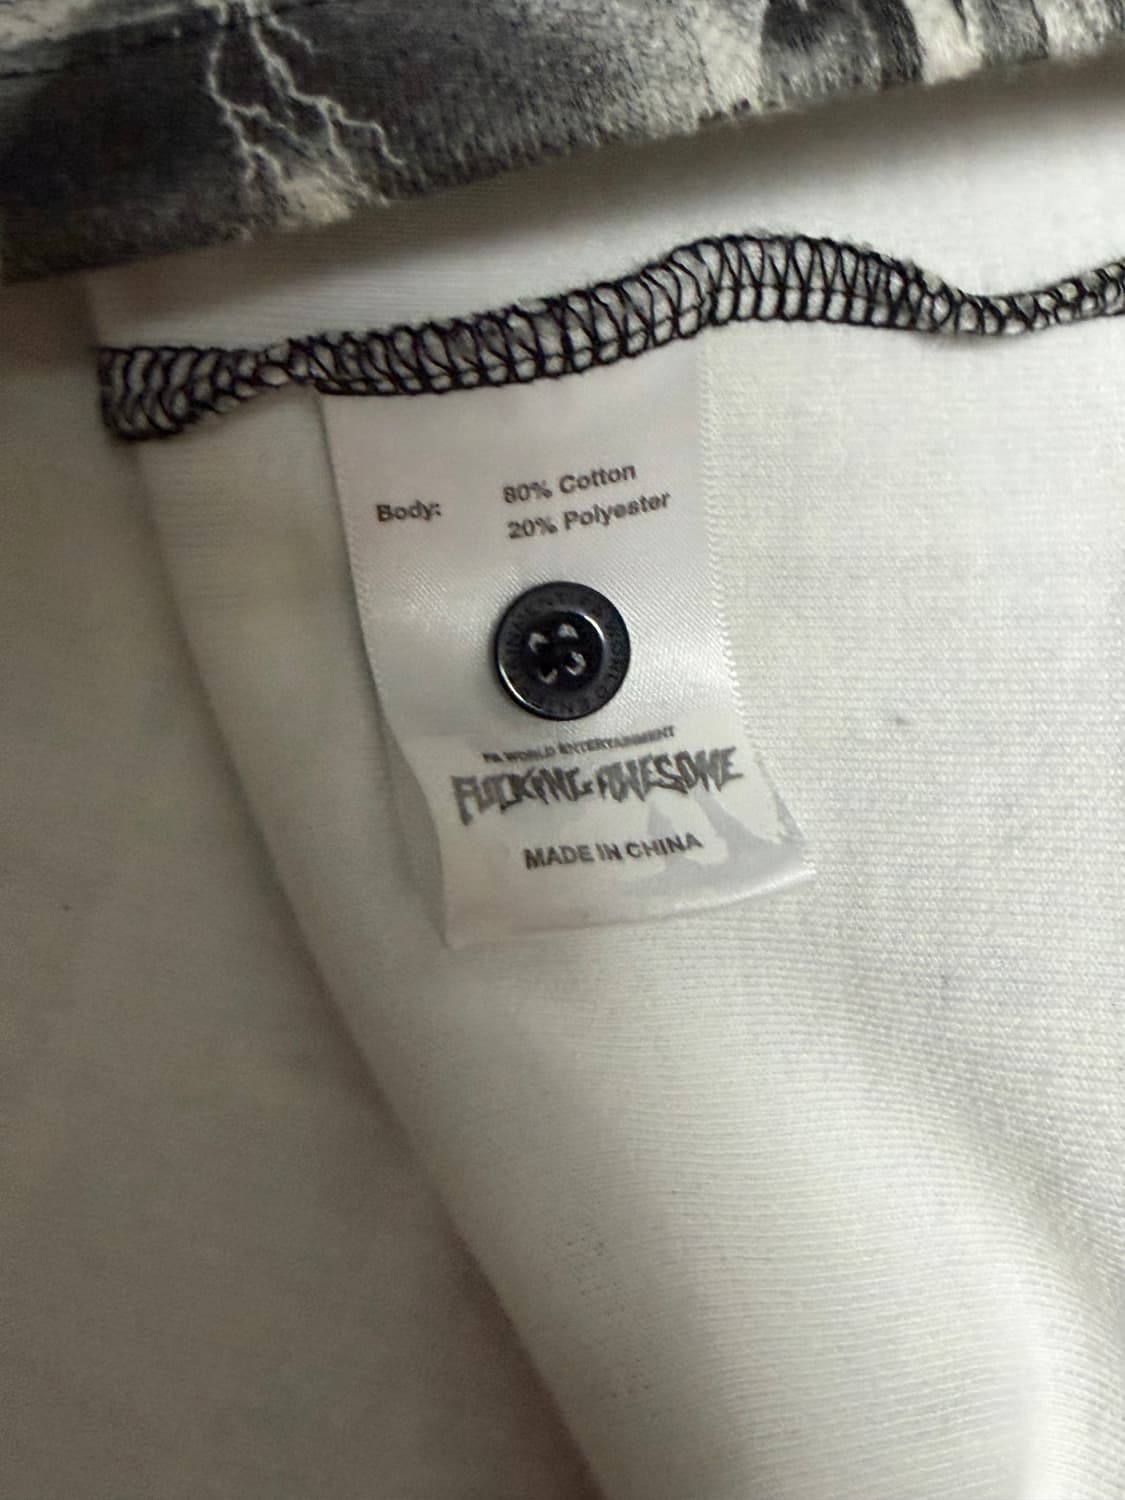 Body:
80% Cotton
20% Polyester
FA WORLD ENTERTAINMENT
FUCKING AWESOME
MADE IN CHINA